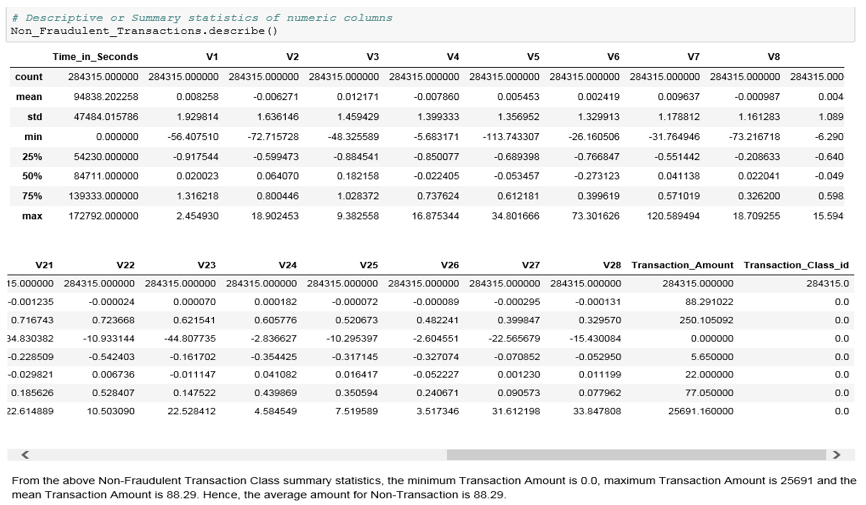 # Descriptive or Summary statistics of numeric columns
Non_Fraudulent_Transactions.describe()
Time_in_Seconds V1 V2 V3 V4 V5 V6 V7 V8
count 284315.000000 284315.000000 284315.000000 284315.000000 284315.000000 284315.000000 284315.000000 284315.000000 284315.000000 284315.000
mean 94838.202258 0.008258 -0.006271 0.012171 -0.007860 0.005453 0.002419 0.009637 -0.000987 0.004
std 47484.015786 1.929814 1.636146 1.459429 1.399333 1.356952 1.329913 1.178812 1.161283 1.089
min 0.000000 -56.407510 -72.715728 -48.325589 -5.683171 -113.743307 -26.160506 -31.764946 -73.216718 -6.290
25% 54230.000000 -0.917544 -0.599473 -0.884541 -0.850077 -0.689398 -0.766847 -0.551442 -0.208633 -0.640
50% 84711.000000 0.020023 0.064070 0.182158 -0.022405 -0.053457 -0.273123 0.041138 0.022041 -0.049
75% 139333.000000 1.316218 0.800446 1.028372 0.737624 0.612181 0.399619 0.571019 0.326200 0.598
max 172792.000000 2.454930 18.902453 9.382558 16.875344 34.801666 73.301626 120.589494 18.709255 15.594
V21 V22 V23 V24 V25 V26 V27 V28 Transaction_Amount Transaction_Class_id
15.000000 284315.000000 284315.000000 284315.000000 284315.000000 284315.000000 284315.000000 284315.000000 284315.000000 284315.0
-0.001235 -0.000024 0.000070 0.000182 -0.000072 -0.000089 -0.000295 -0.000131 88.291022 0.0
0.716743 0.723668 0.621541 0.605776 0.520673 0.482241 0.399847 0.329570 250.105092 0.0
34.830382 -10.933144 -44.807735 -2.836627 -10.295397 -2.604551 -22.565679 -15.430084 0.000000 0.0
-0.228509 -0.542403 -0.161702 -0.354425 -0.317145 -0.327074 -0.070852 -0.052950 5.650000 0.0
-0.029821 0.006736 -0.011147 0.041082 0.016417 -0.052227 0.001230 0.011199 22.000000 0.0
0.185626 0.528407 0.147522 0.439869 0.350594 0.240671 0.090573 0.077962 77.050000 0.0
22.614889 10.503090 22.528412 4.584549 7.519589 3.517346 31.612198 33.847808 25691.160000 0.0
From the above Non-Fraudulent Transaction Class summary statistics, the minimum Transaction Amount is 0.0, maximum Transaction Amount is 25691 and the
mean Transaction Amount is 88.29. Hence, the average amount for Non-Transaction is 88.29.